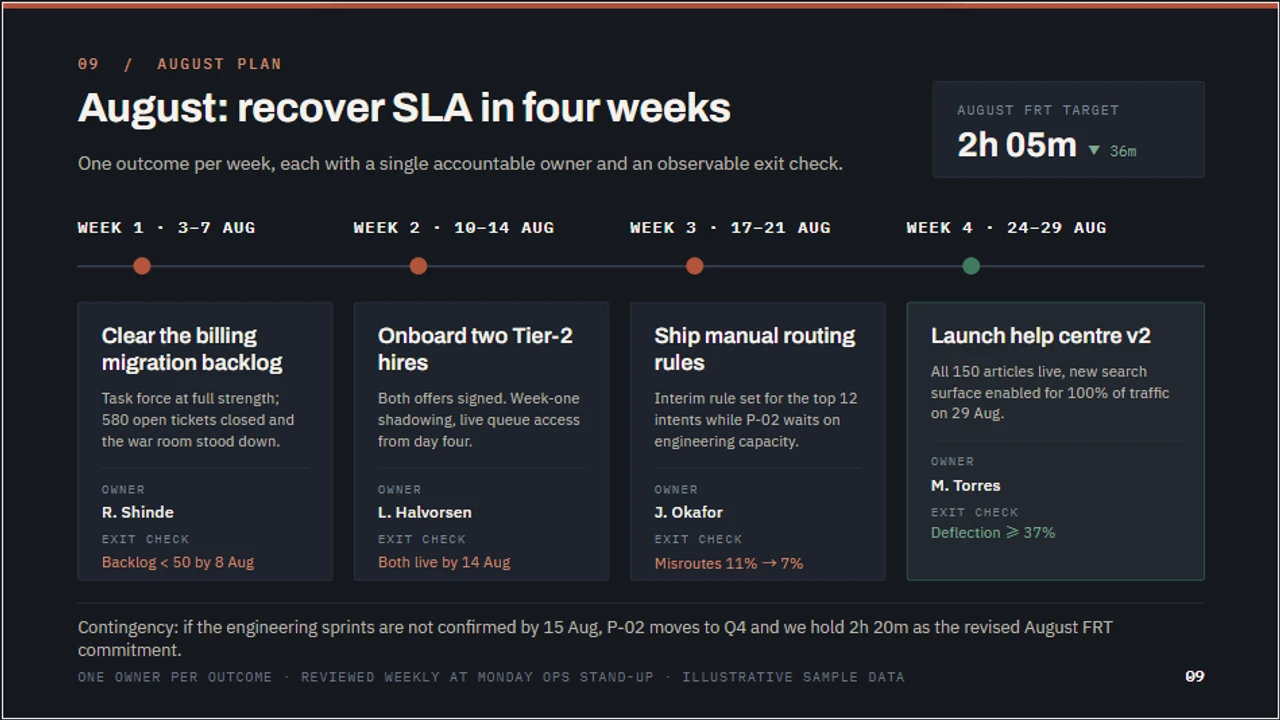 09 / AUGUST PLAN
August: recover SLA in four weeks
One outcome per week, each with a single accountable owner and an observable exit check.
AUGUST FRT TARGET
2h 05m ▼ 36m
WEEK 1 · 3–7 AUG
WEEK 2 · 10–14 AUG
WEEK 3 · 17–21 AUG
WEEK 4 · 24–29 AUG
Clear the billing
migration backlog
Task force at full strength;
580 open tickets closed and
the war room stood down.
OWNER
R. Shinde
EXIT CHECK
Backlog < 50 by 8 Aug
Onboard two Tier-2
hires
Both offers signed. Week-one
shadowing, live queue access
from day four.
OWNER
L. Halvorsen
EXIT CHECK
Both live by 14 Aug
Ship manual routing
rules
Interim rule set for the top 12
intents while P-02 waits on
engineering capacity.
OWNER
J. Okafor
EXIT CHECK
Misroutes 11% → 7%
Launch help centre v2
All 150 articles live, new search
surface enabled for 100% of traffic
on 29 Aug.
OWNER
M. Torres
EXIT CHECK
Deflection ⩾ 37%
Contingency: if the engineering sprints are not confirmed by 15 Aug, P-02 moves to Q4 and we hold 2h 20m as the revised August FRT
commitment.
ONE OWNER PER OUTCOME · REVIEWED WEEKLY AT MONDAY OPS STAND-UP · ILLUSTRATIVE SAMPLE DATA
09